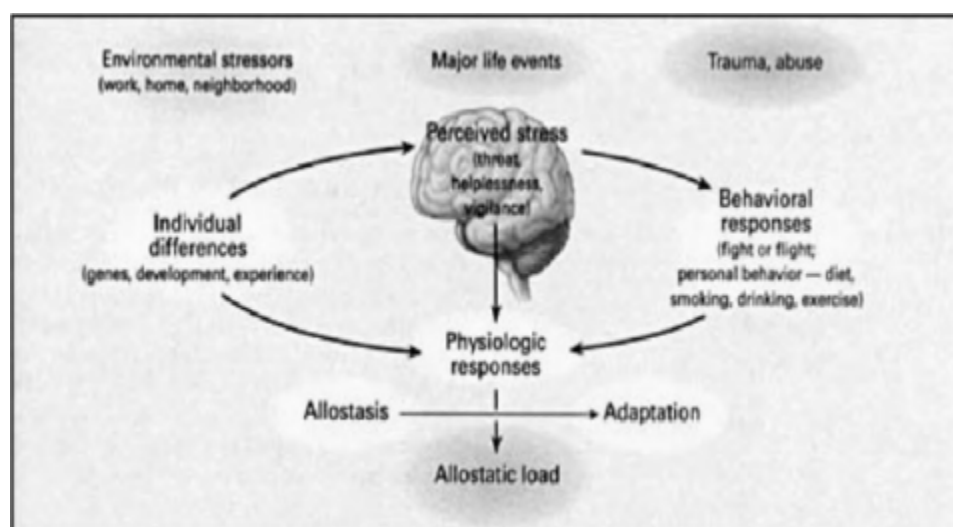 Environmental stressors
(work, home, neighborhood)
Major life events
Trauma, abuse
Perceived stress
(threat,
helplessness,
vigilance)
Individual
differences
(genes, development, experience)
Behavioral
responses
(fight or flight;
personal behavior — diet,
smoking, drinking, exercise)
Physiologic
responses
Allostasis
Adaptation
Allostatic load